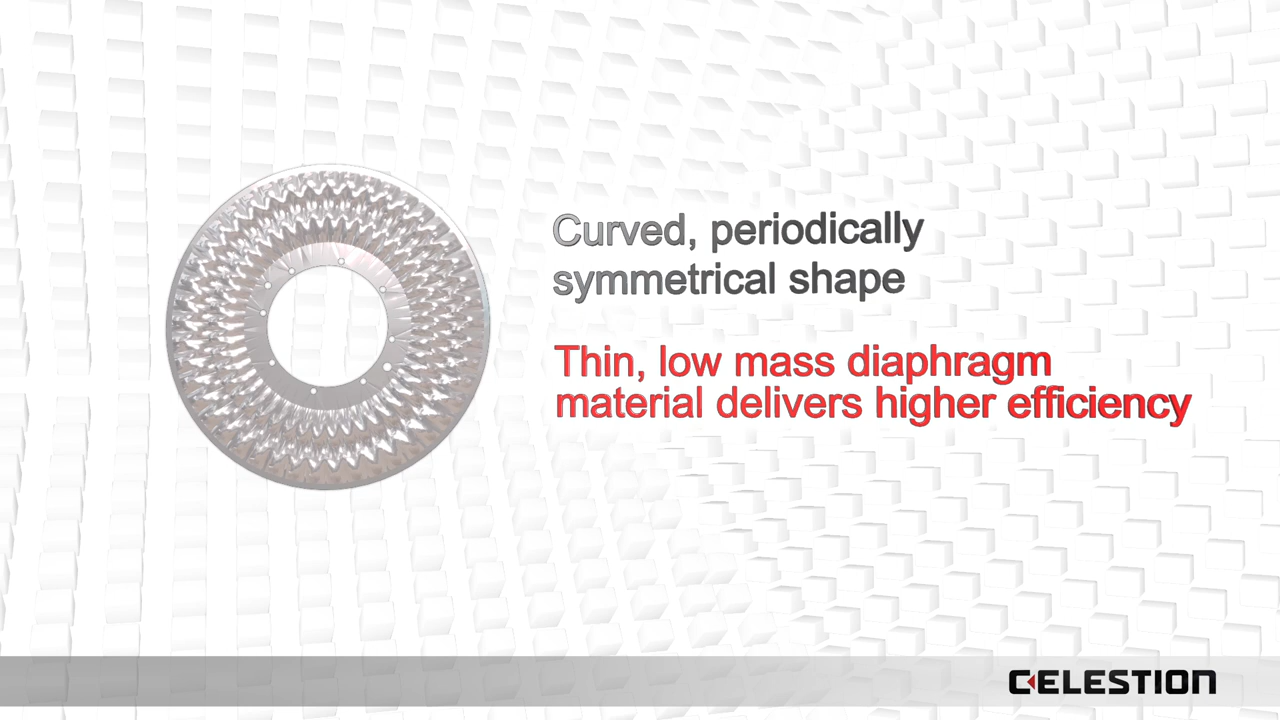 Curved, periodically
symmetrical shape
Thin, low mass diaphragm
material delivers higher efficiency
CELESTION